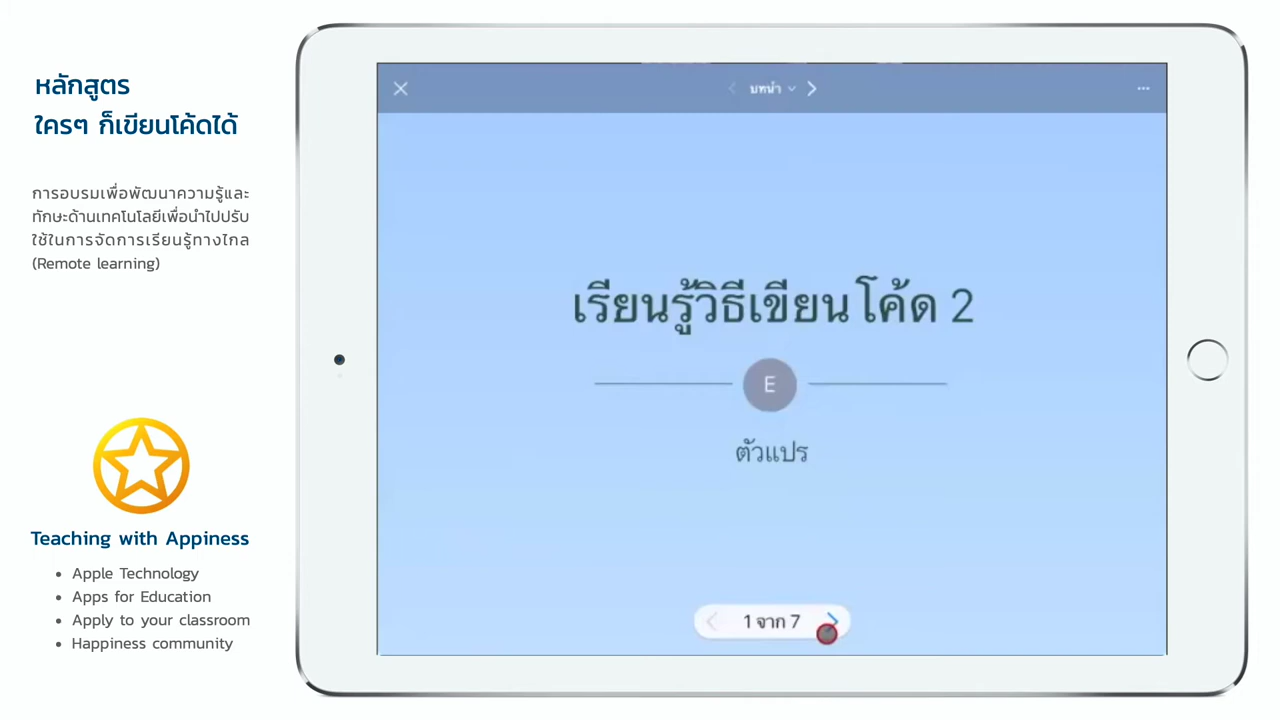 หลักสูตร
ใครๆ ก็เขียนโค้ดได้
การอบรมเพื่อพัฒนาความรู้และ
ทักษะด้านเทคโนโลยีเพื่อนำไปปรับ
ใช้ในการจัดการเรียนรู้ทางไกล
(Remote learning)
Teaching with Appiness
• Apple Technology
• Apps for Education
• Apply to your classroom
• Happiness community
บทนำ
เรียนรู้วิธีเขียนโค้ด 2
E
ตัวแปร
1 จาก 7